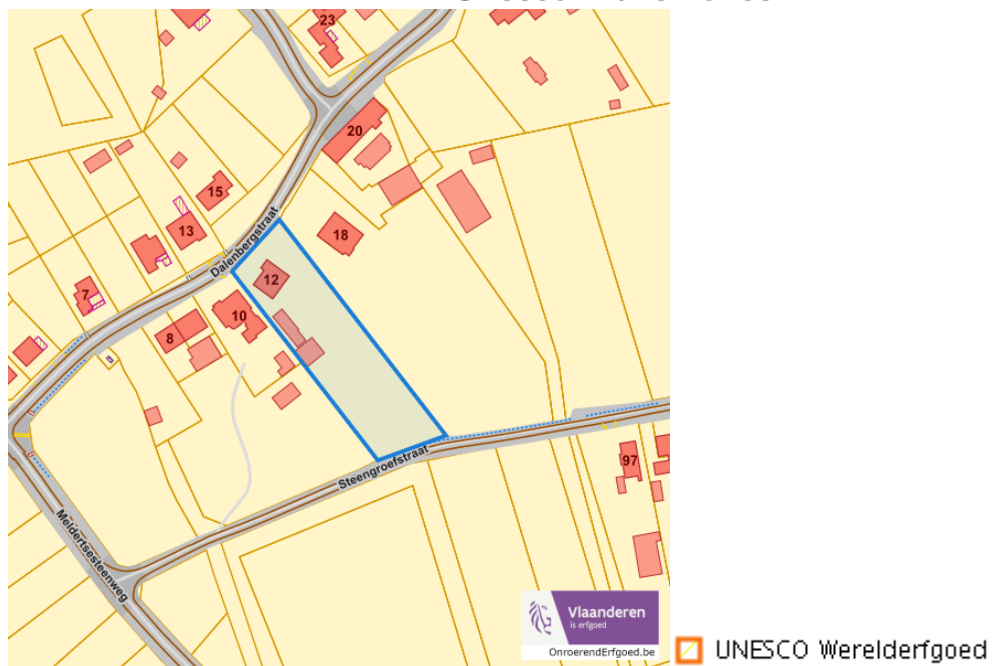 23
20
15
13
18
Dalenbergstraat
12
7
10
8
Steengroefstraat
97
Meldertsesteenweg
Vlaanderen
is erfgoed
OnroerendErfgoed.be
UNESCO Werelderfgoed